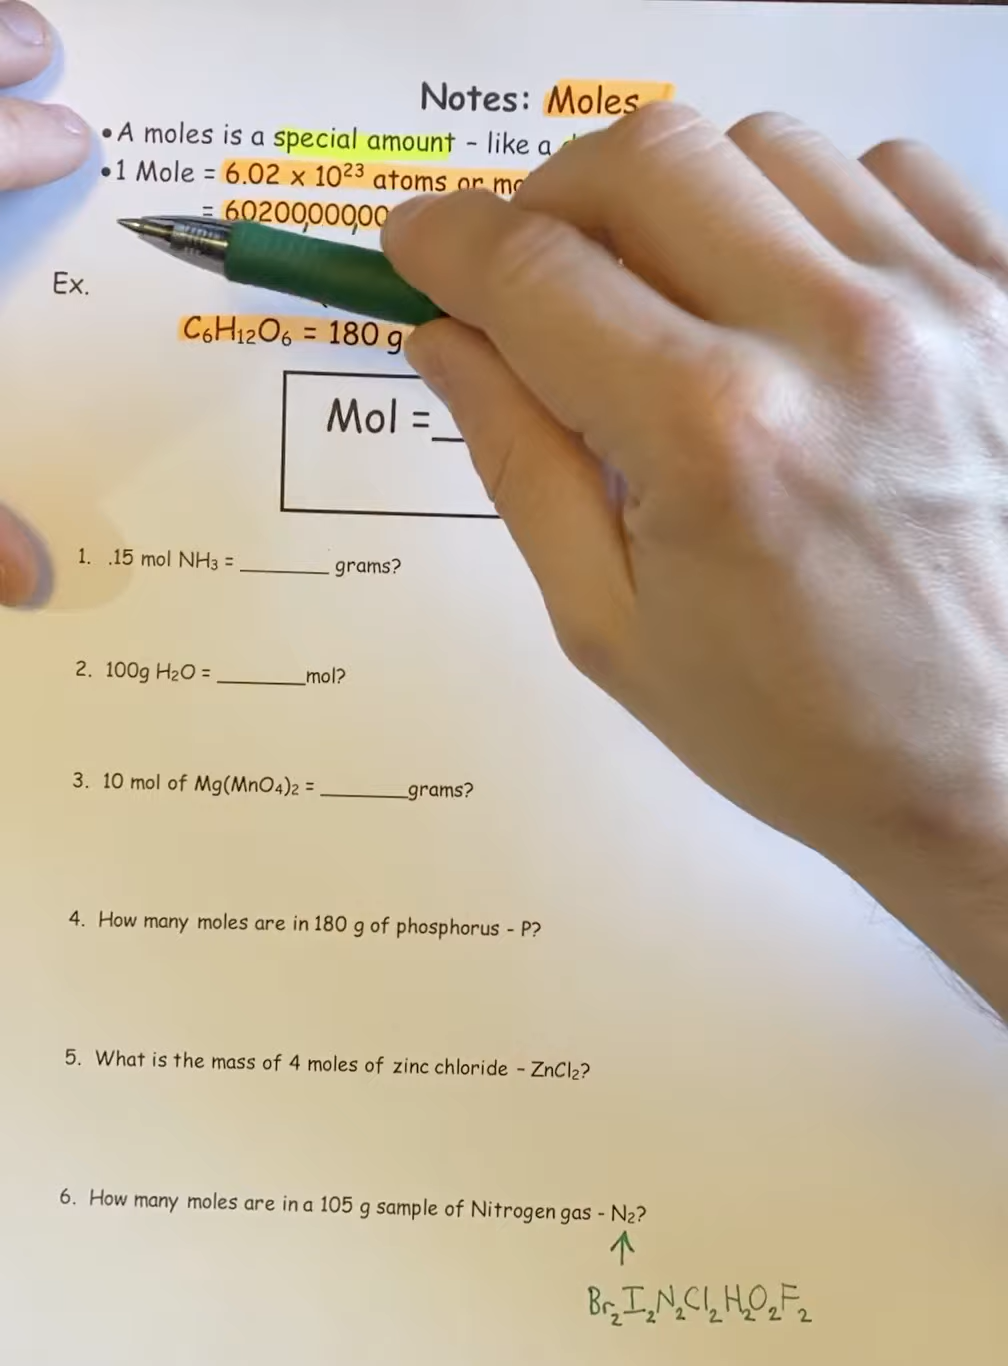 Notes: Moles
•A moles is a special amount - like a
•1 Mole = 6.02 x 10²³ atoms or
= 60200000,00
Ex.
C₆H₁₂O₆ = 180 g
Mol =
1. .15 mol NH₃ = ________ grams?
2. 100g H₂O = ________mol?
3. 10 mol of Mg(MnO₄)₂ = ________grams?
4. How many moles are in 180 g of phosphorus - P?
5. What is the mass of 4 moles of zinc chloride - ZnCl₂?
6. How many moles are in a 105 g sample of Nitrogen gas - N₂?
↑
Br₂I₂N₂Cl₂H₂O₂F₂